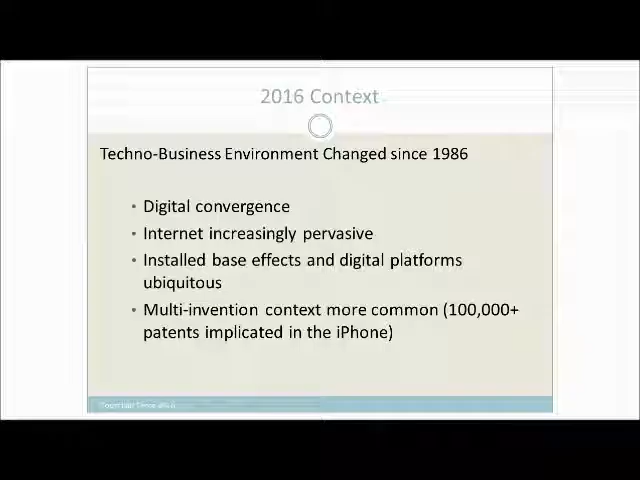 2016 Context
Techno-Business Environment Changed since 1986
• Digital convergence
• Internet increasingly pervasive
• Installed base effects and digital platforms
ubiquitous
• Multi-invention context more common (100,000+
patents implicated in the iPhone)